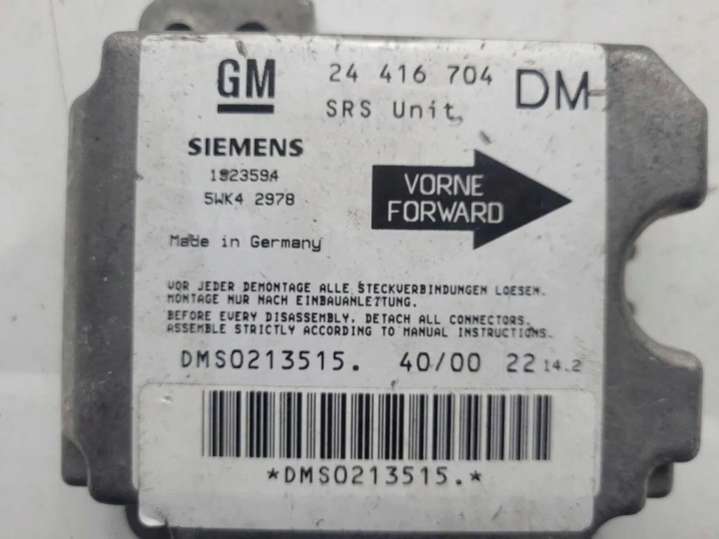 GM 24 416 704 DM
SRS Unit
SIEMENS
1923594
5WK4 2978
VORNE
FORWARD
Made in Germany
VOR JEDER DEMONTAGE ALLE STECKVERBINDUNGEN LOESEN.
MONTAGE NUR NACH EINBAUANLEITUNG.
BEFORE EVERY DISASSEMBLY, DETACH ALL CONNECTORS.
ASSEMBLE STRICTLY ACCORDING TO MANUAL INSTRUCTIONS.
DMS0213515. 40/00 22 14.2
*DMS0213515.*